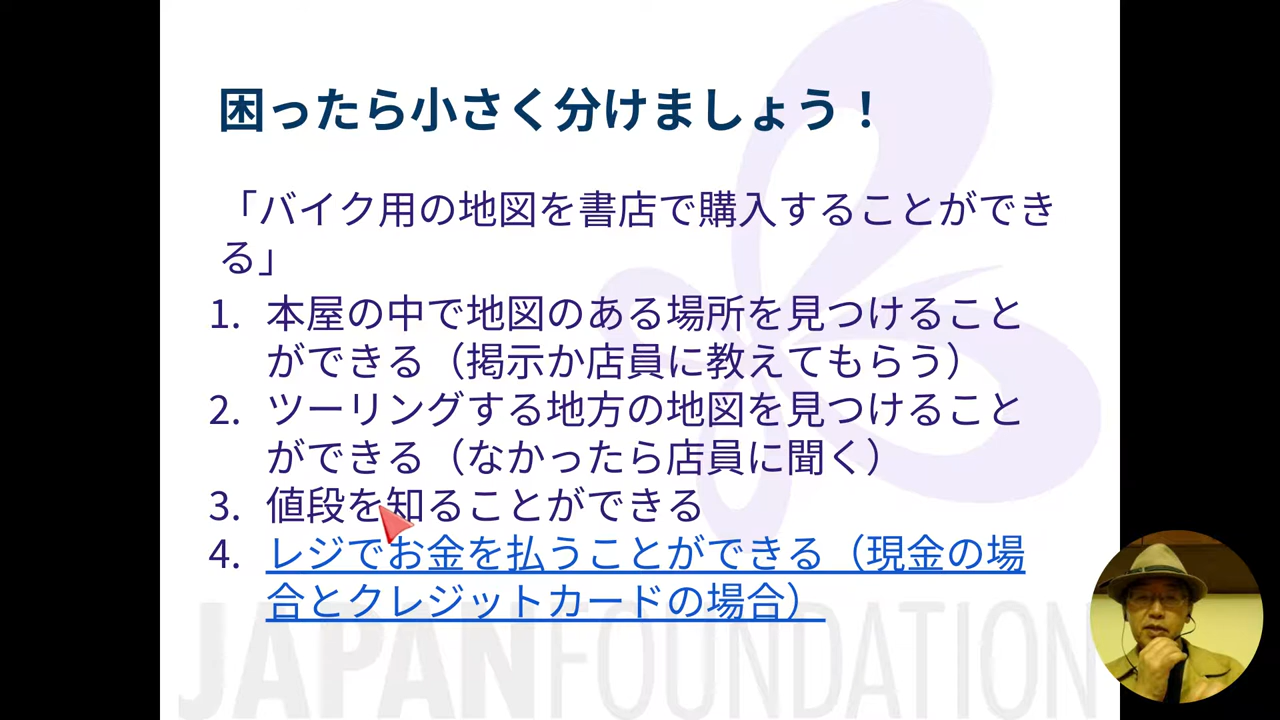 困ったら小さく分けましょう！
「バイク用の地図を書店で購入することができ
る」
1. 本屋の中で地図のある場所を見つけること
ができる（掲示か店員に教えてもらう）
2. ツーリングする地方の地図を見つけること
ができる（なかったら店員に聞く）
3. 値段を知ることができる
4. レジでお金を払うことができる（現金の場
合とクレジットカードの場合）
JAPANFOUNDATION